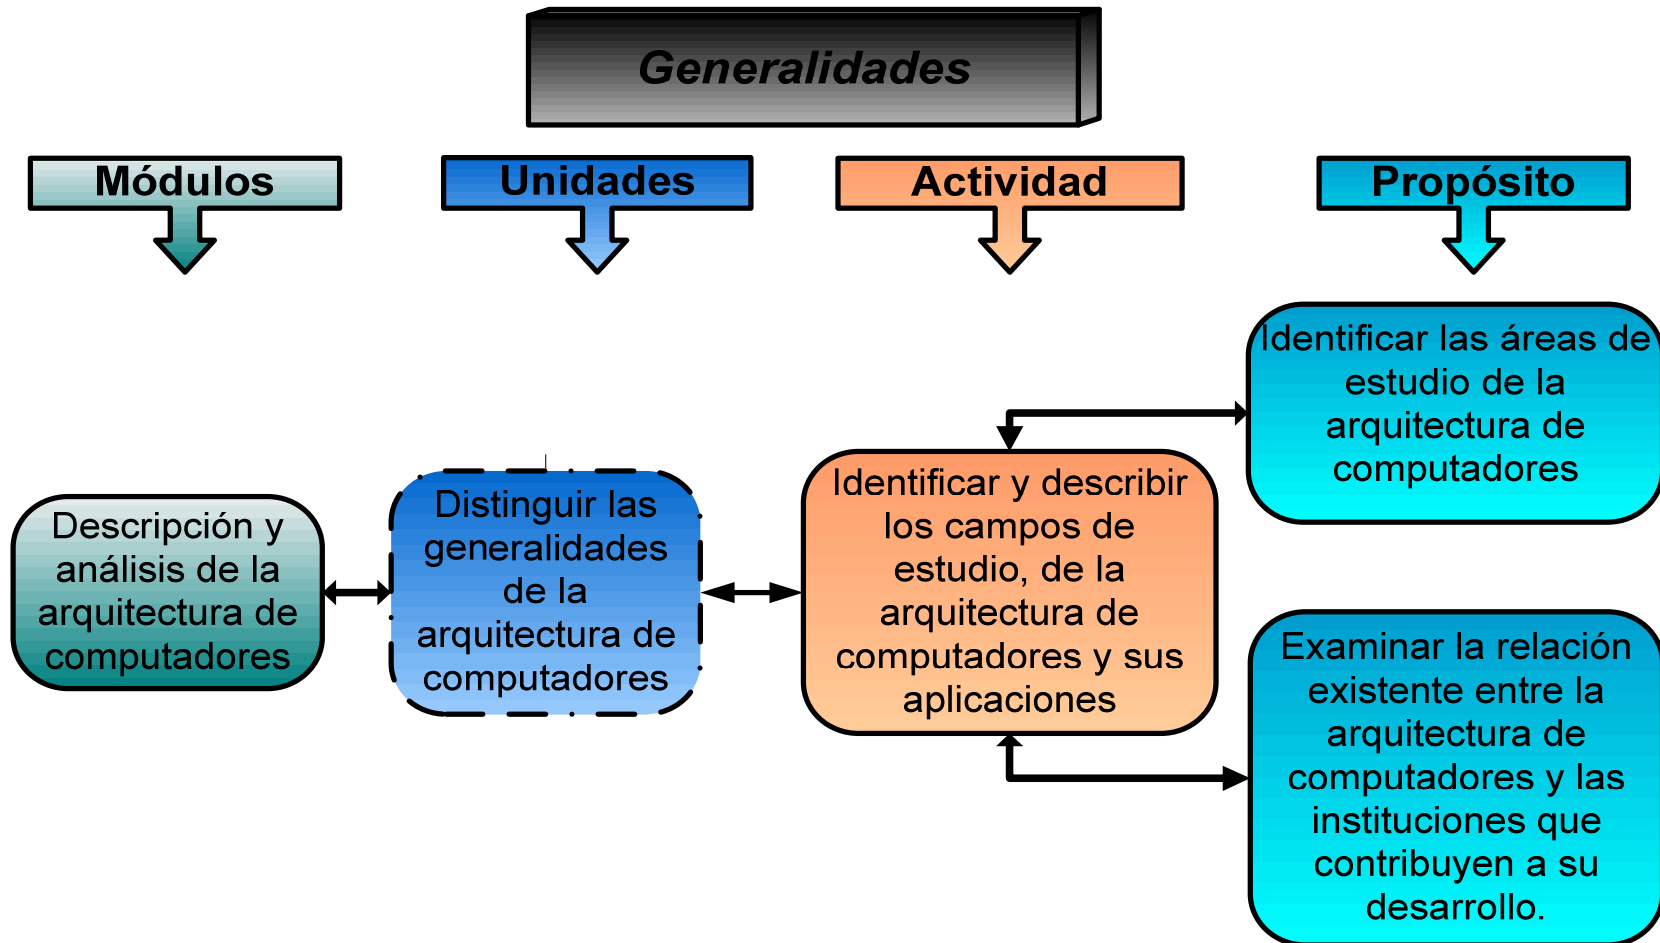 Generalidades
Módulos
Unidades
Actividad
Propósito
Descripción y
análisis de la
arquitectura de
computadores
Distinguir las
generalidades
de la
arquitectura de
computadores
Identificar y describir
los campos de
estudio, de la
arquitectura de
computadores y sus
aplicaciones
Identificar las áreas de
estudio de la
arquitectura de
computadores
Examinar la relación
existente entre la
arquitectura de
computadores y las
instituciones que
contribuyen a su
desarrollo.